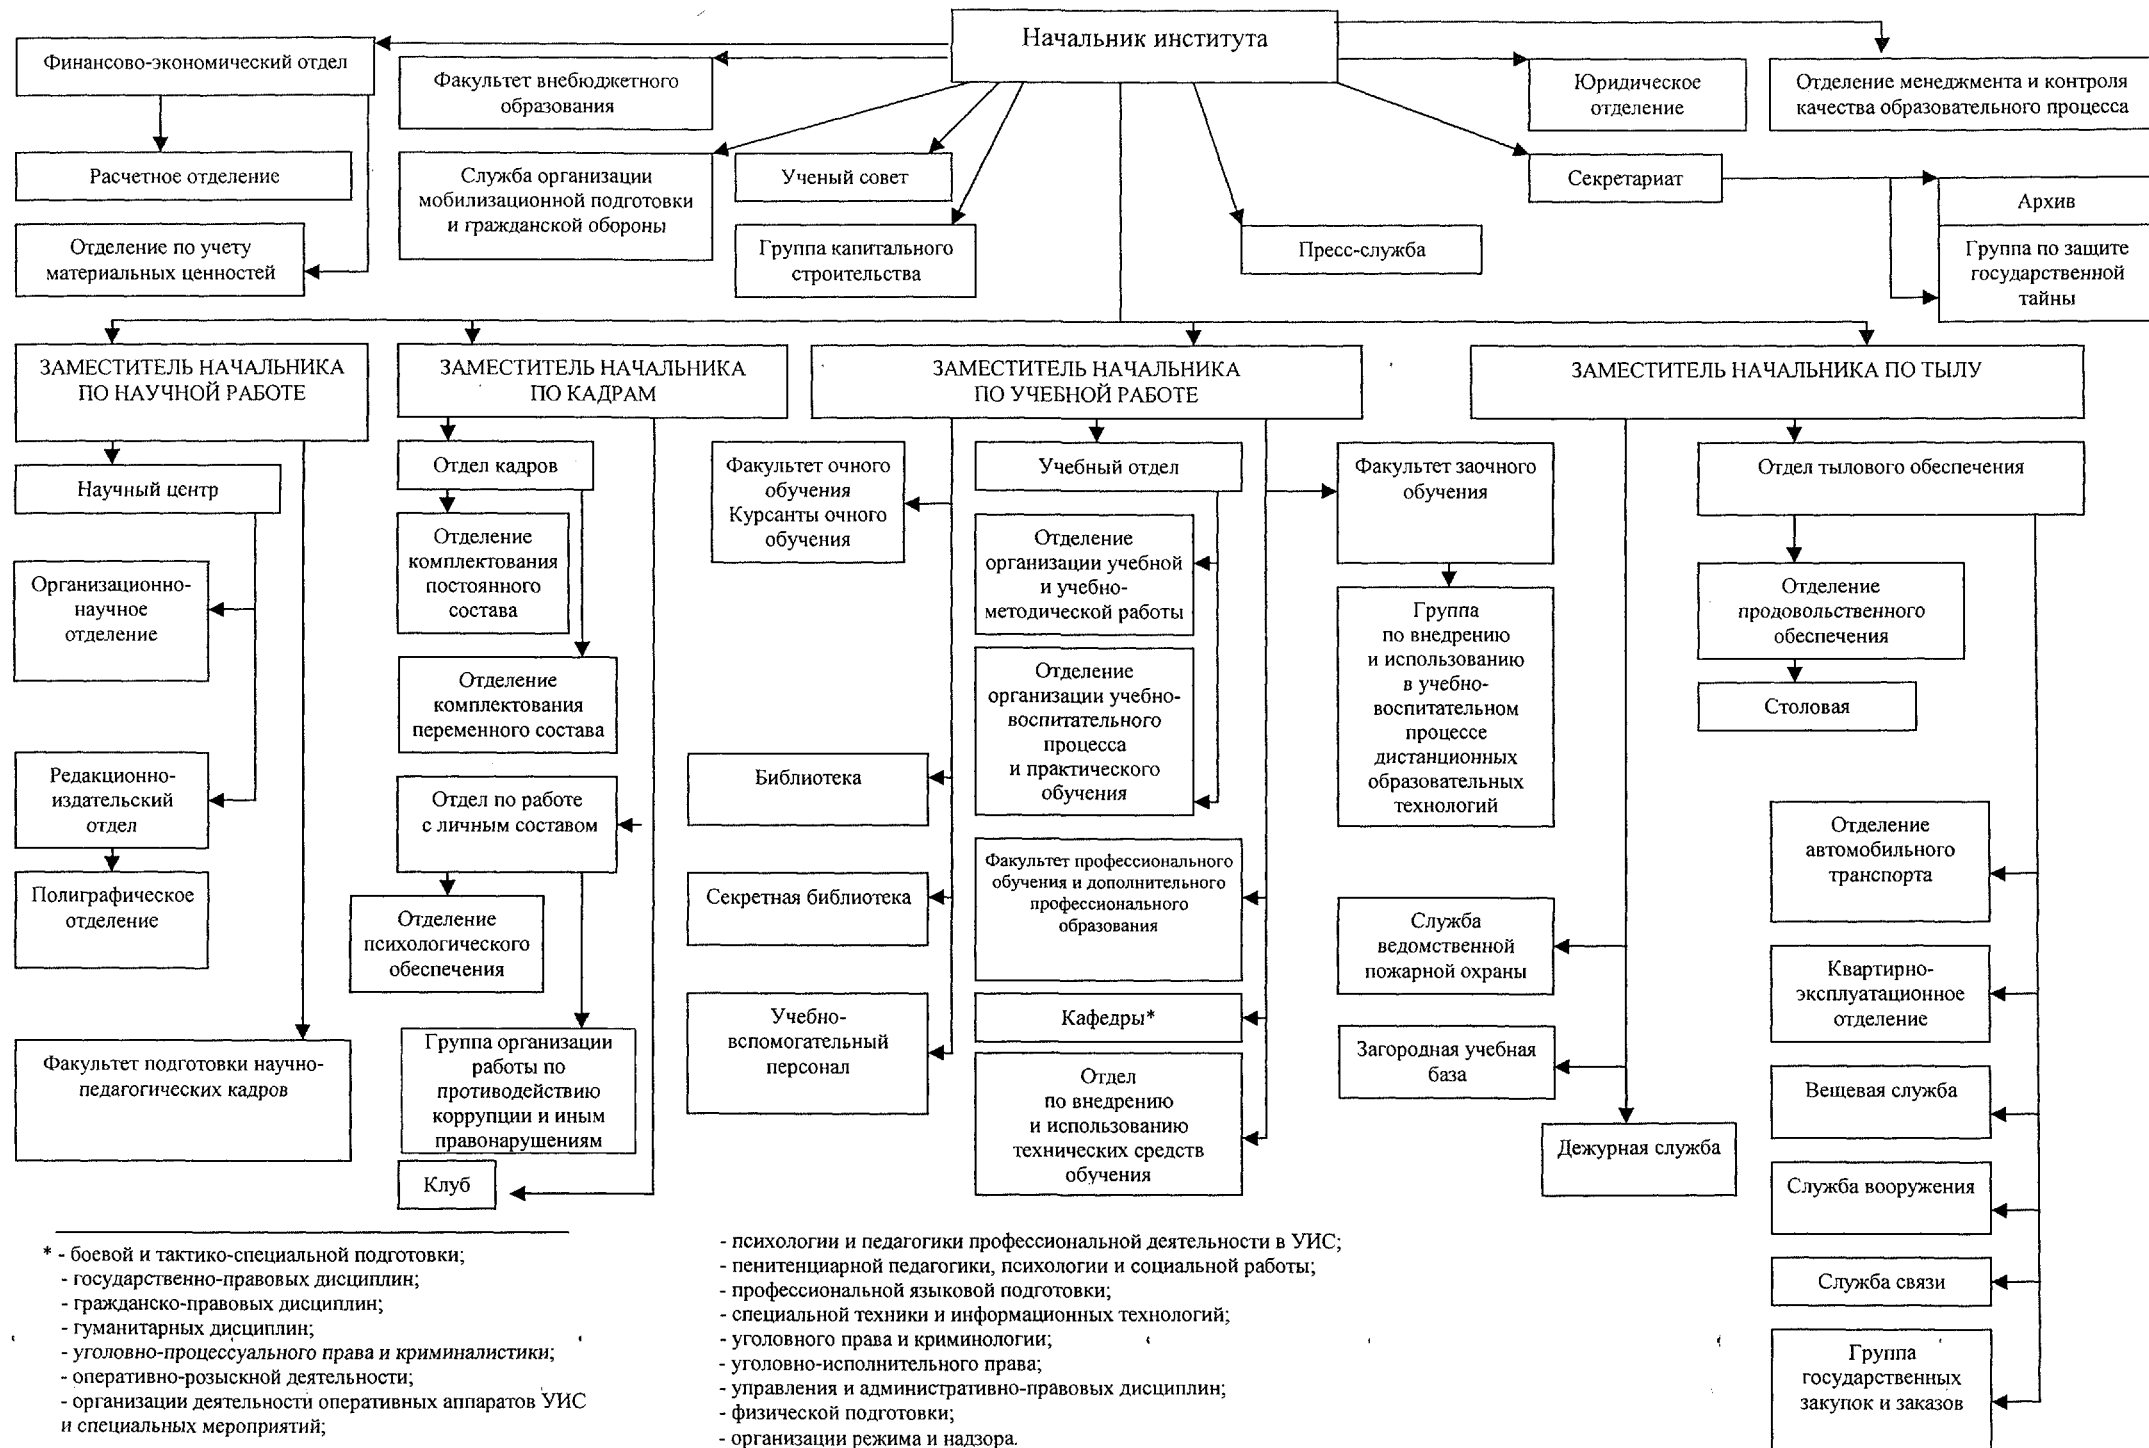 Начальник института
Финансово-экономический отдел
Факультет внебюджетного
образования
Юридическое
отделение
Отделение менеджмента и контроля
качества образовательного процесса
Расчетное отделение
Служба организации
мобилизационной подготовки
и гражданской обороны
Ученый совет
Секретариат
Архив
Отделение по учету
материальных ценностей
Группа капитального
строительства
Пресс-служба
Группа по защите
государственной
тайны
ЗАМЕСТИТЕЛЬ НАЧАЛЬНИКА
ПО НАУЧНОЙ РАБОТЕ
ЗАМЕСТИТЕЛЬ НАЧАЛЬНИКА
ПО КАДРАМ
ЗАМЕСТИТЕЛЬ НАЧАЛЬНИКА
ПО УЧЕБНОЙ РАБОТЕ
ЗАМЕСТИТЕЛЬ НАЧАЛЬНИКА ПО ТЫЛУ
Научный центр
Организационно-
научное
отделение
Редакционно-
издательский
отдел
Полиграфическое
отделение
Факультет подготовки научно-
педагогических кадров
Отдел кадров
Отделение
комплектования
постоянного
состава
Отделение
комплектования
переменного состава
Отдел по работе
с личным составом
Отделение
психологического
обеспечения
Группа организации
работы по
противодействию
коррупции и иным
правонарушениям
Клуб
Факультет очного
обучения
Курсанты очного
обучения
Библиотека
Секретная библиотека
Учебно-
вспомогательный
персонал
Учебный отдел
Отделение
организации учебной
и учебно-
методической работы
Отделение
организации учебно-
воспитательного
процесса
и практического
обучения
Факультет профессионального
обучения и дополнительного
профессионального
образования
Кафедры*
Отдел
по внедрению
и использованию
технических средств
обучения
Факультет заочного
обучения
Группа
по внедрению
и использованию
в учебно-
воспитательном
процессе
дистанционных
образовательных
технологий
Служба
ведомственной
пожарной охраны
Загородная учебная
база
Дежурная служба
Отдел тылового обеспечения
Отделение
продовольственного
обеспечения
Столовая
Отделение
автомобильного
транспорта
Квартирно-
эксплуатационное
отделение
Вещевая служба
Служба вооружения
Служба связи
Группа
государственных
закупок и заказов
* - боевой и тактико-специальной подготовки;
- государственно-правовых дисциплин;
- гражданско-правовых дисциплин;
- гуманитарных дисциплин;
- уголовно-процессуального права и криминалистики;
- оперативно-розыскной деятельности;
- организации деятельности оперативных аппаратов УИС
и специальных мероприятий;
- психологии и педагогики профессиональной деятельности в УИС;
- пенитенциарной педагогики, психологии и социальной работы;
- профессиональной языковой подготовки;
- специальной техники и информационных технологий;
- уголовного права и криминологии;
- уголовно-исполнительного права;
- управления и административно-правовых дисциплин;
- физической подготовки;
- организации режима и надзора.